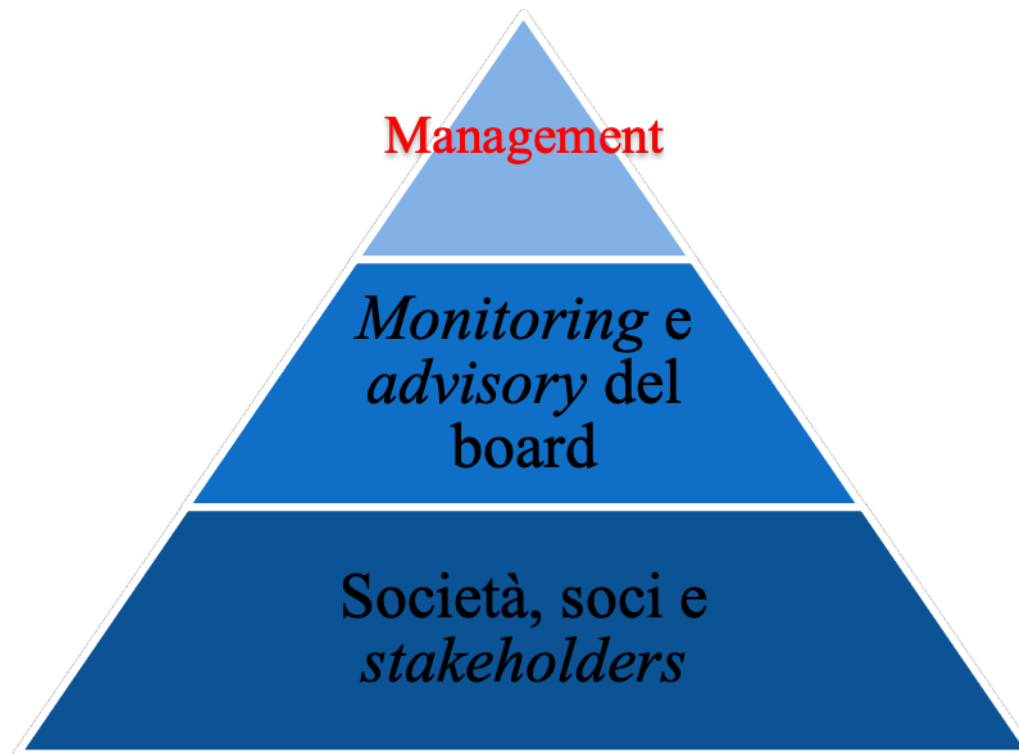 Management
Monitoring e
advisory del
board
Società, soci e
stakeholders